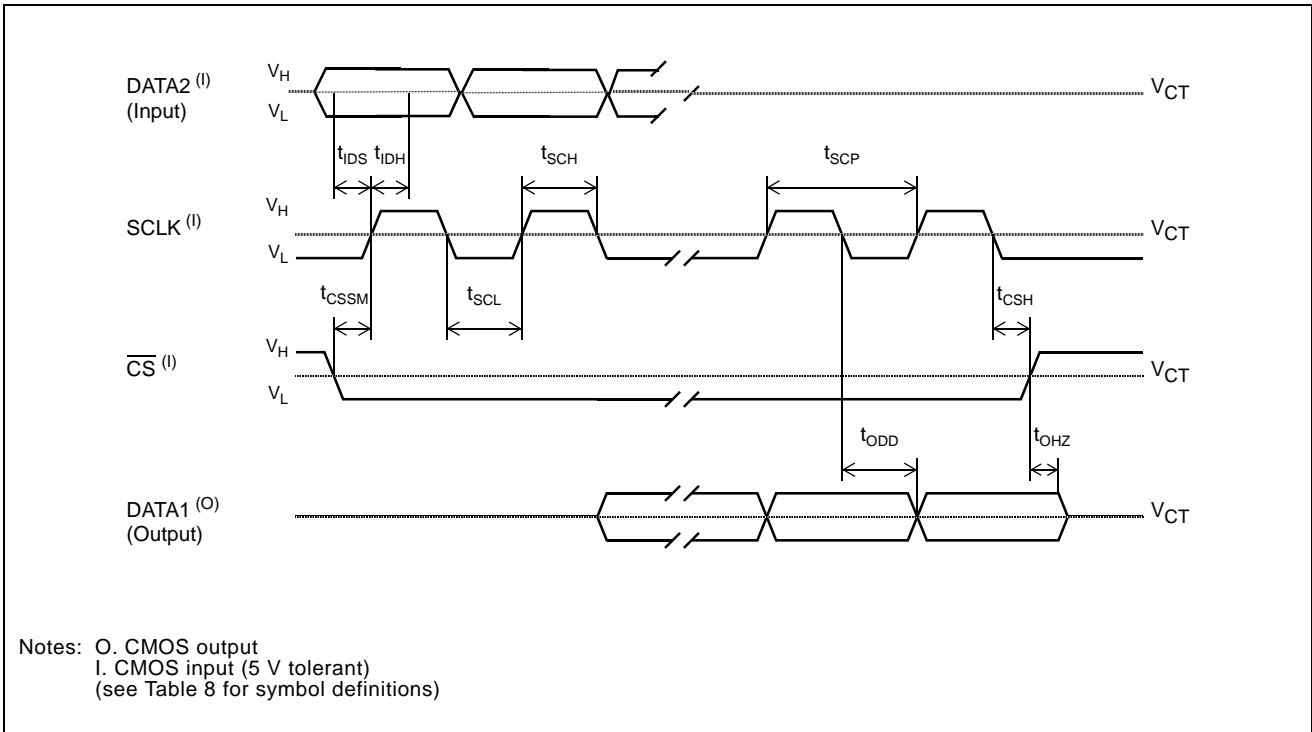 DATA2 (I)
(Input)
VH
VL
VCT
tIDS
tIDH
tSCH
tSCP
SCLK (I)
VH
VL
VCT
tCSSM
tSCL
tCSH
CS (I)
VH
VL
VCT
tODD
tOHZ
DATA1 (O)
(Output)
VCT
Notes: O. CMOS output
I. CMOS input (5 V tolerant)
(see Table 8 for symbol definitions)